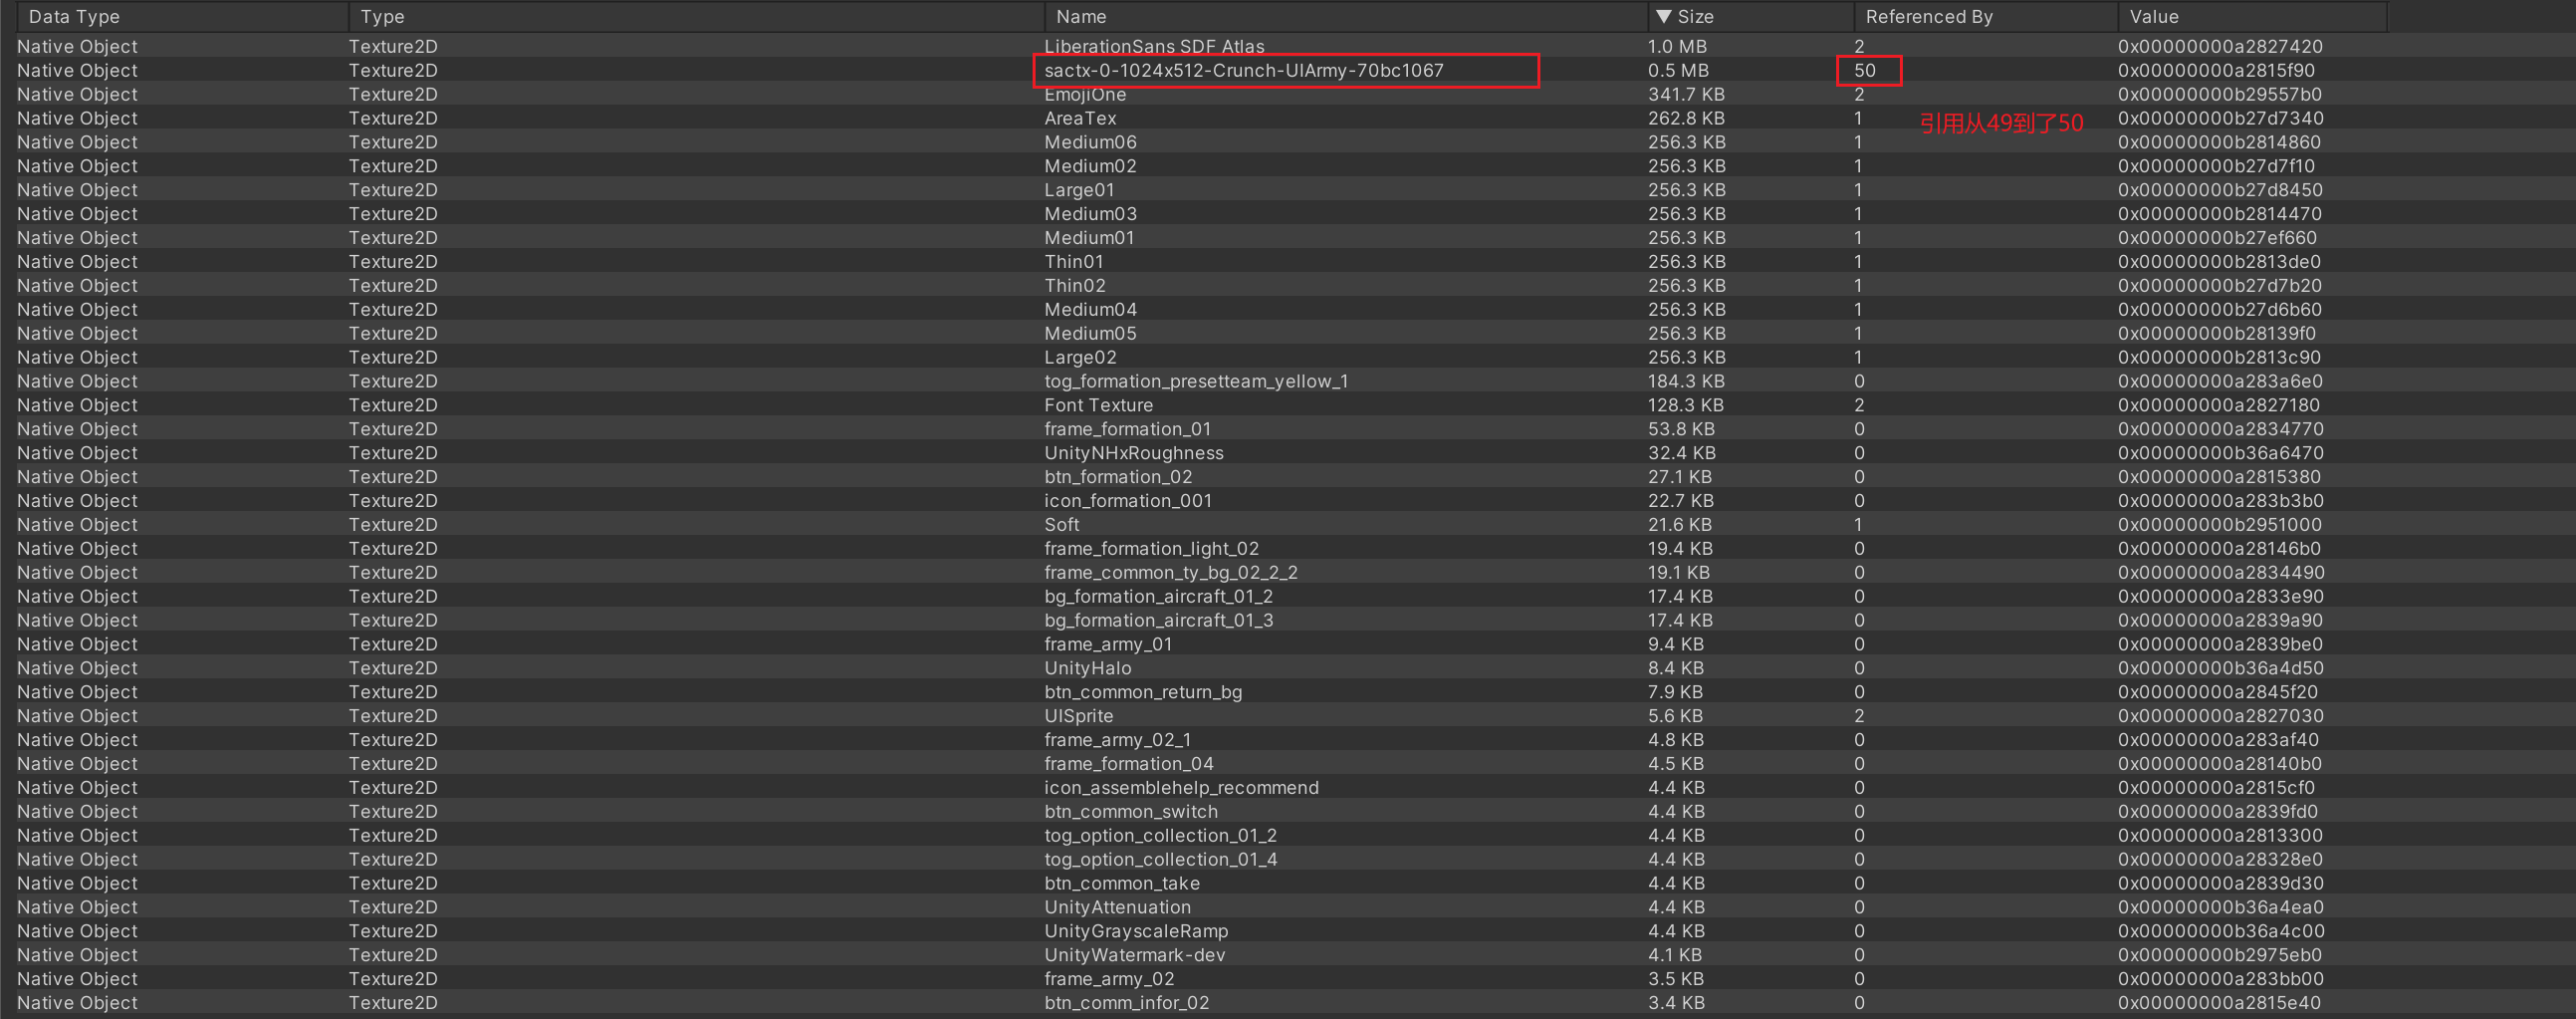 Data Type Type Name ▼ Size Referenced By Value
Native Object Texture2D LiberationSans SDF Atlas 1.0 MB 2 0x00000000a2827420
Native Object Texture2D sactx-0-1024x512-Crunch-UIArmy-70bc1067 0.5 MB 50 0x00000000a2815f90
Native Object Texture2D EmojiOne 341.7 KB 2 0x00000000b29557b0
Native Object Texture2D AreaTex 262.8 KB 1 引用从49到了50 0x00000000b27d7340
Native Object Texture2D Medium06 256.3 KB 1 0x00000000b2814860
Native Object Texture2D Medium02 256.3 KB 1 0x00000000b27d7f10
Native Object Texture2D Large01 256.3 KB 1 0x00000000b27d8450
Native Object Texture2D Medium03 256.3 KB 1 0x00000000b2814470
Native Object Texture2D Medium01 256.3 KB 1 0x00000000b27ef660
Native Object Texture2D Thin01 256.3 KB 1 0x00000000b2813de0
Native Object Texture2D Thin02 256.3 KB 1 0x00000000b27d7b20
Native Object Texture2D Medium04 256.3 KB 1 0x00000000b27d6b60
Native Object Texture2D Medium05 256.3 KB 1 0x00000000b28139f0
Native Object Texture2D Large02 256.3 KB 1 0x00000000b2813c90
Native Object Texture2D tog_formation_presetteam_yellow_1 184.3 KB 0 0x00000000a283a6e0
Native Object Texture2D Font Texture 128.3 KB 2 0x00000000a2827180
Native Object Texture2D frame_formation_01 53.8 KB 0 0x00000000a2834770
Native Object Texture2D UnityNHxRoughness 32.4 KB 0 0x00000000b36a6470
Native Object Texture2D btn_formation_02 27.1 KB 0 0x00000000a2815380
Native Object Texture2D icon_formation_001 22.7 KB 0 0x00000000a283b3b0
Native Object Texture2D Soft 21.6 KB 1 0x00000000b2951000
Native Object Texture2D frame_formation_light_02 19.4 KB 0 0x00000000a28146b0
Native Object Texture2D frame_common_ty_bg_02_2_2 19.1 KB 0 0x00000000a2834490
Native Object Texture2D bg_formation_aircraft_01_2 17.4 KB 0 0x00000000a2833e90
Native Object Texture2D bg_formation_aircraft_01_3 17.4 KB 0 0x00000000a2839a90
Native Object Texture2D frame_army_01 9.4 KB 0 0x00000000a2839be0
Native Object Texture2D UnityHalo 8.4 KB 0 0x00000000b36a4d50
Native Object Texture2D btn_common_return_bg 7.9 KB 0 0x00000000a2845f20
Native Object Texture2D UISprite 5.6 KB 2 0x00000000a2827030
Native Object Texture2D frame_army_02_1 4.8 KB 0 0x00000000a283af40
Native Object Texture2D frame_formation_04 4.5 KB 0 0x00000000a28140b0
Native Object Texture2D icon_assemblehelp_recommend 4.4 KB 0 0x00000000a2815cf0
Native Object Texture2D btn_common_switch 4.4 KB 0 0x00000000a2839fd0
Native Object Texture2D tog_option_collection_01_2 4.4 KB 0 0x00000000a2813300
Native Object Texture2D tog_option_collection_01_4 4.4 KB 0 0x00000000a28328e0
Native Object Texture2D btn_common_take 4.4 KB 0 0x00000000a2839d30
Native Object Texture2D UnityAttenuation 4.4 KB 0 0x00000000b36a4ea0
Native Object Texture2D UnityGrayscaleRamp 4.4 KB 0 0x00000000b36a4c00
Native Object Texture2D UnityWatermark-dev 4.1 KB 0 0x00000000b2975eb0
Native Object Texture2D frame_army_02 3.5 KB 0 0x00000000a283bb00
Native Object Texture2D btn_comm_infor_02 3.4 KB 0 0x00000000a2815e40